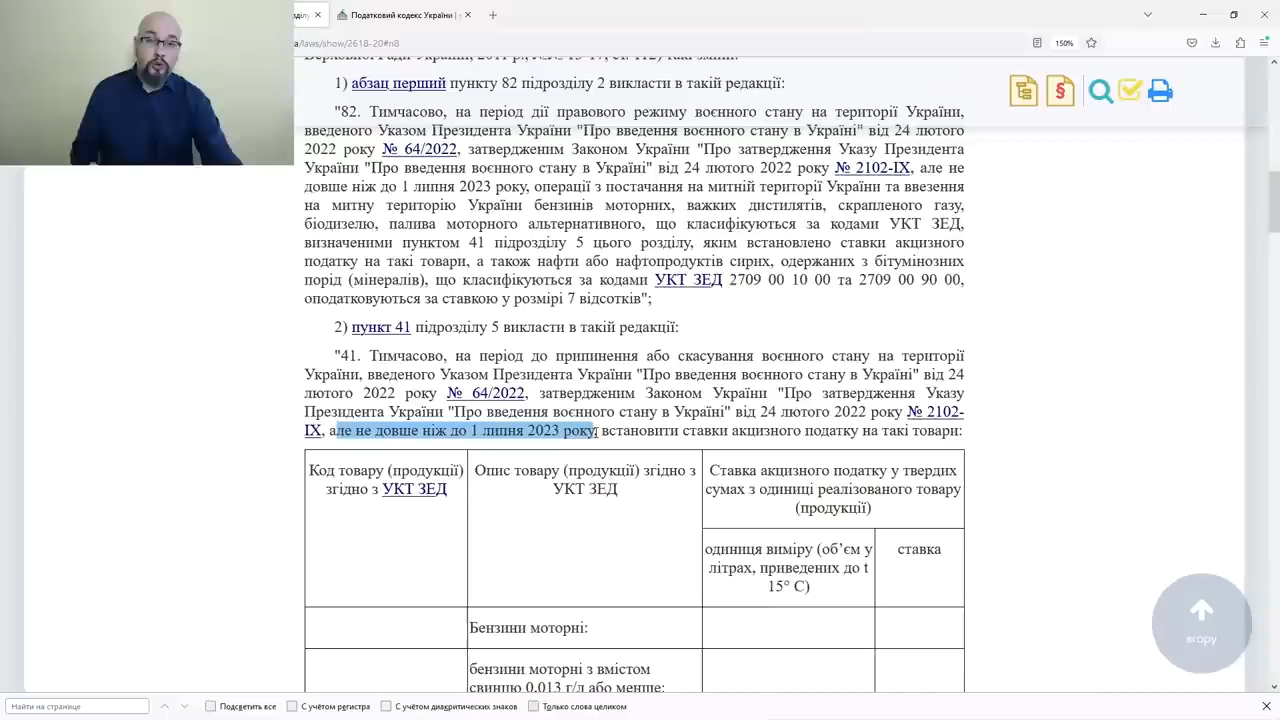 Податковий кодекс України |
a/laws/show/2618-20#n8
150%
1) абзац перший пункту 82 підрозділу 2 викласти в такій редакції:
"82. Тимчасово, на період дії правового режиму воєнного стану на території України,
введеного Указом Президента України "Про введення воєнного стану в Україні" від 24 лютого
2022 року № 64/2022, затвердженим Законом України "Про затвердження Указу Президента
України "Про введення воєнного стану в Україні" від 24 лютого 2022 року № 2102-IX, але не
довше ніж до 1 липня 2023 року, операції з постачання на митній території України та ввезення
на митну територію України бензинів моторних, важких дистилятів, скрапленого газу,
біодизелю, палива моторного альтернативного, що класифікуються за кодами УКТ ЗЕД,
визначеними пунктом 41 підрозділу 5 цього розділу, яким встановлено ставки акцизного
податку на такі товари, а також нафти або нафтопродуктів сирих, одержаних з бітумінозних
порід (мінералів), що класифікуються за кодами УКТ ЗЕД 2709 00 10 00 та 2709 00 90 00,
оподатковуються за ставкою у розмірі 7 відсотків";
2) пункт 41 підрозділу 5 викласти в такій редакції:
"41. Тимчасово, на період до припинення або скасування воєнного стану на території
України, введеного Указом Президента України "Про введення воєнного стану в Україні" від 24
лютого 2022 року № 64/2022, затвердженим Законом України "Про затвердження Указу
Президента України "Про введення воєнного стану в Україні" від 24 лютого 2022 року № 2102-
IX, але не довше ніж до 1 липня 2023 року, встановити ставки акцизного податку на такі товари:
Код товару (продукції)
згідно з УКТ ЗЕД
Опис товару (продукції) згідно з
УКТ ЗЕД
Ставка акцизного податку у твердих
сумах з одиниці реалізованого товару
(продукції)
одиниця виміру (об’єм у
літрах, приведених до t
15° C)
ставка
Бензини моторні:
бензини моторні з вмістом
свинцю 0,013 г/л або менше:
вгору
Найти на странице
Подсветить все
С учётом регистра
С учётом диакритических знаков
Только слова целиком